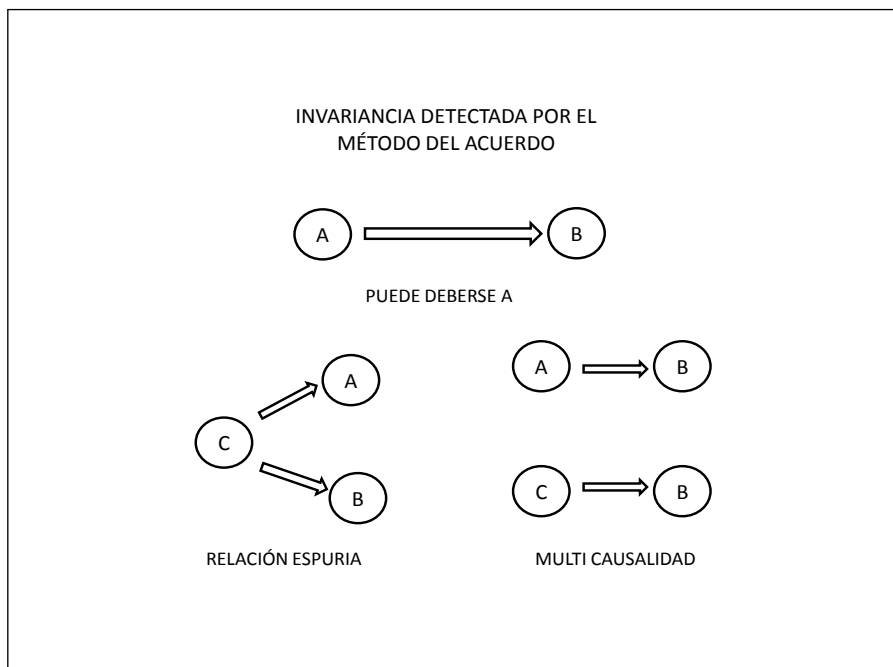 INVARIANCIA DETECTADA POR EL
MÉTODO DEL ACUERDO
A
B
PUEDE DEBERSE A
A
C
B
RELACIÓN ESPURIA
A
B
C
B
MULTI CAUSALIDAD